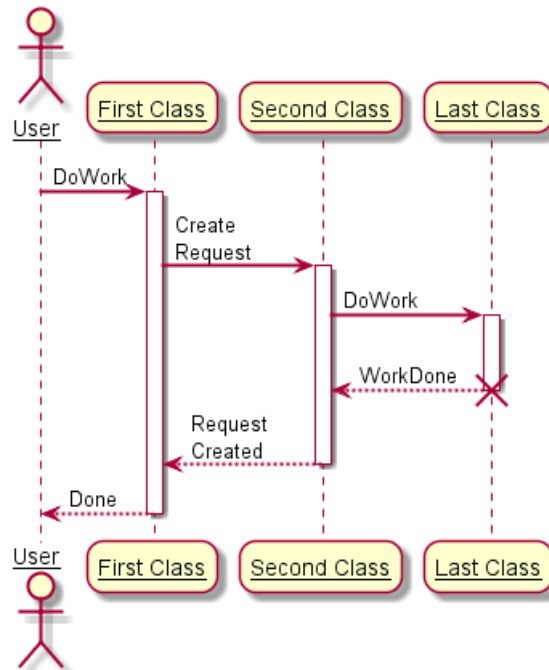 User
First Class
Second Class
Last Class
DoWork
Create
Request
DoWork
WorkDone
Request
Created
Done
User
First Class
Second Class
Last Class